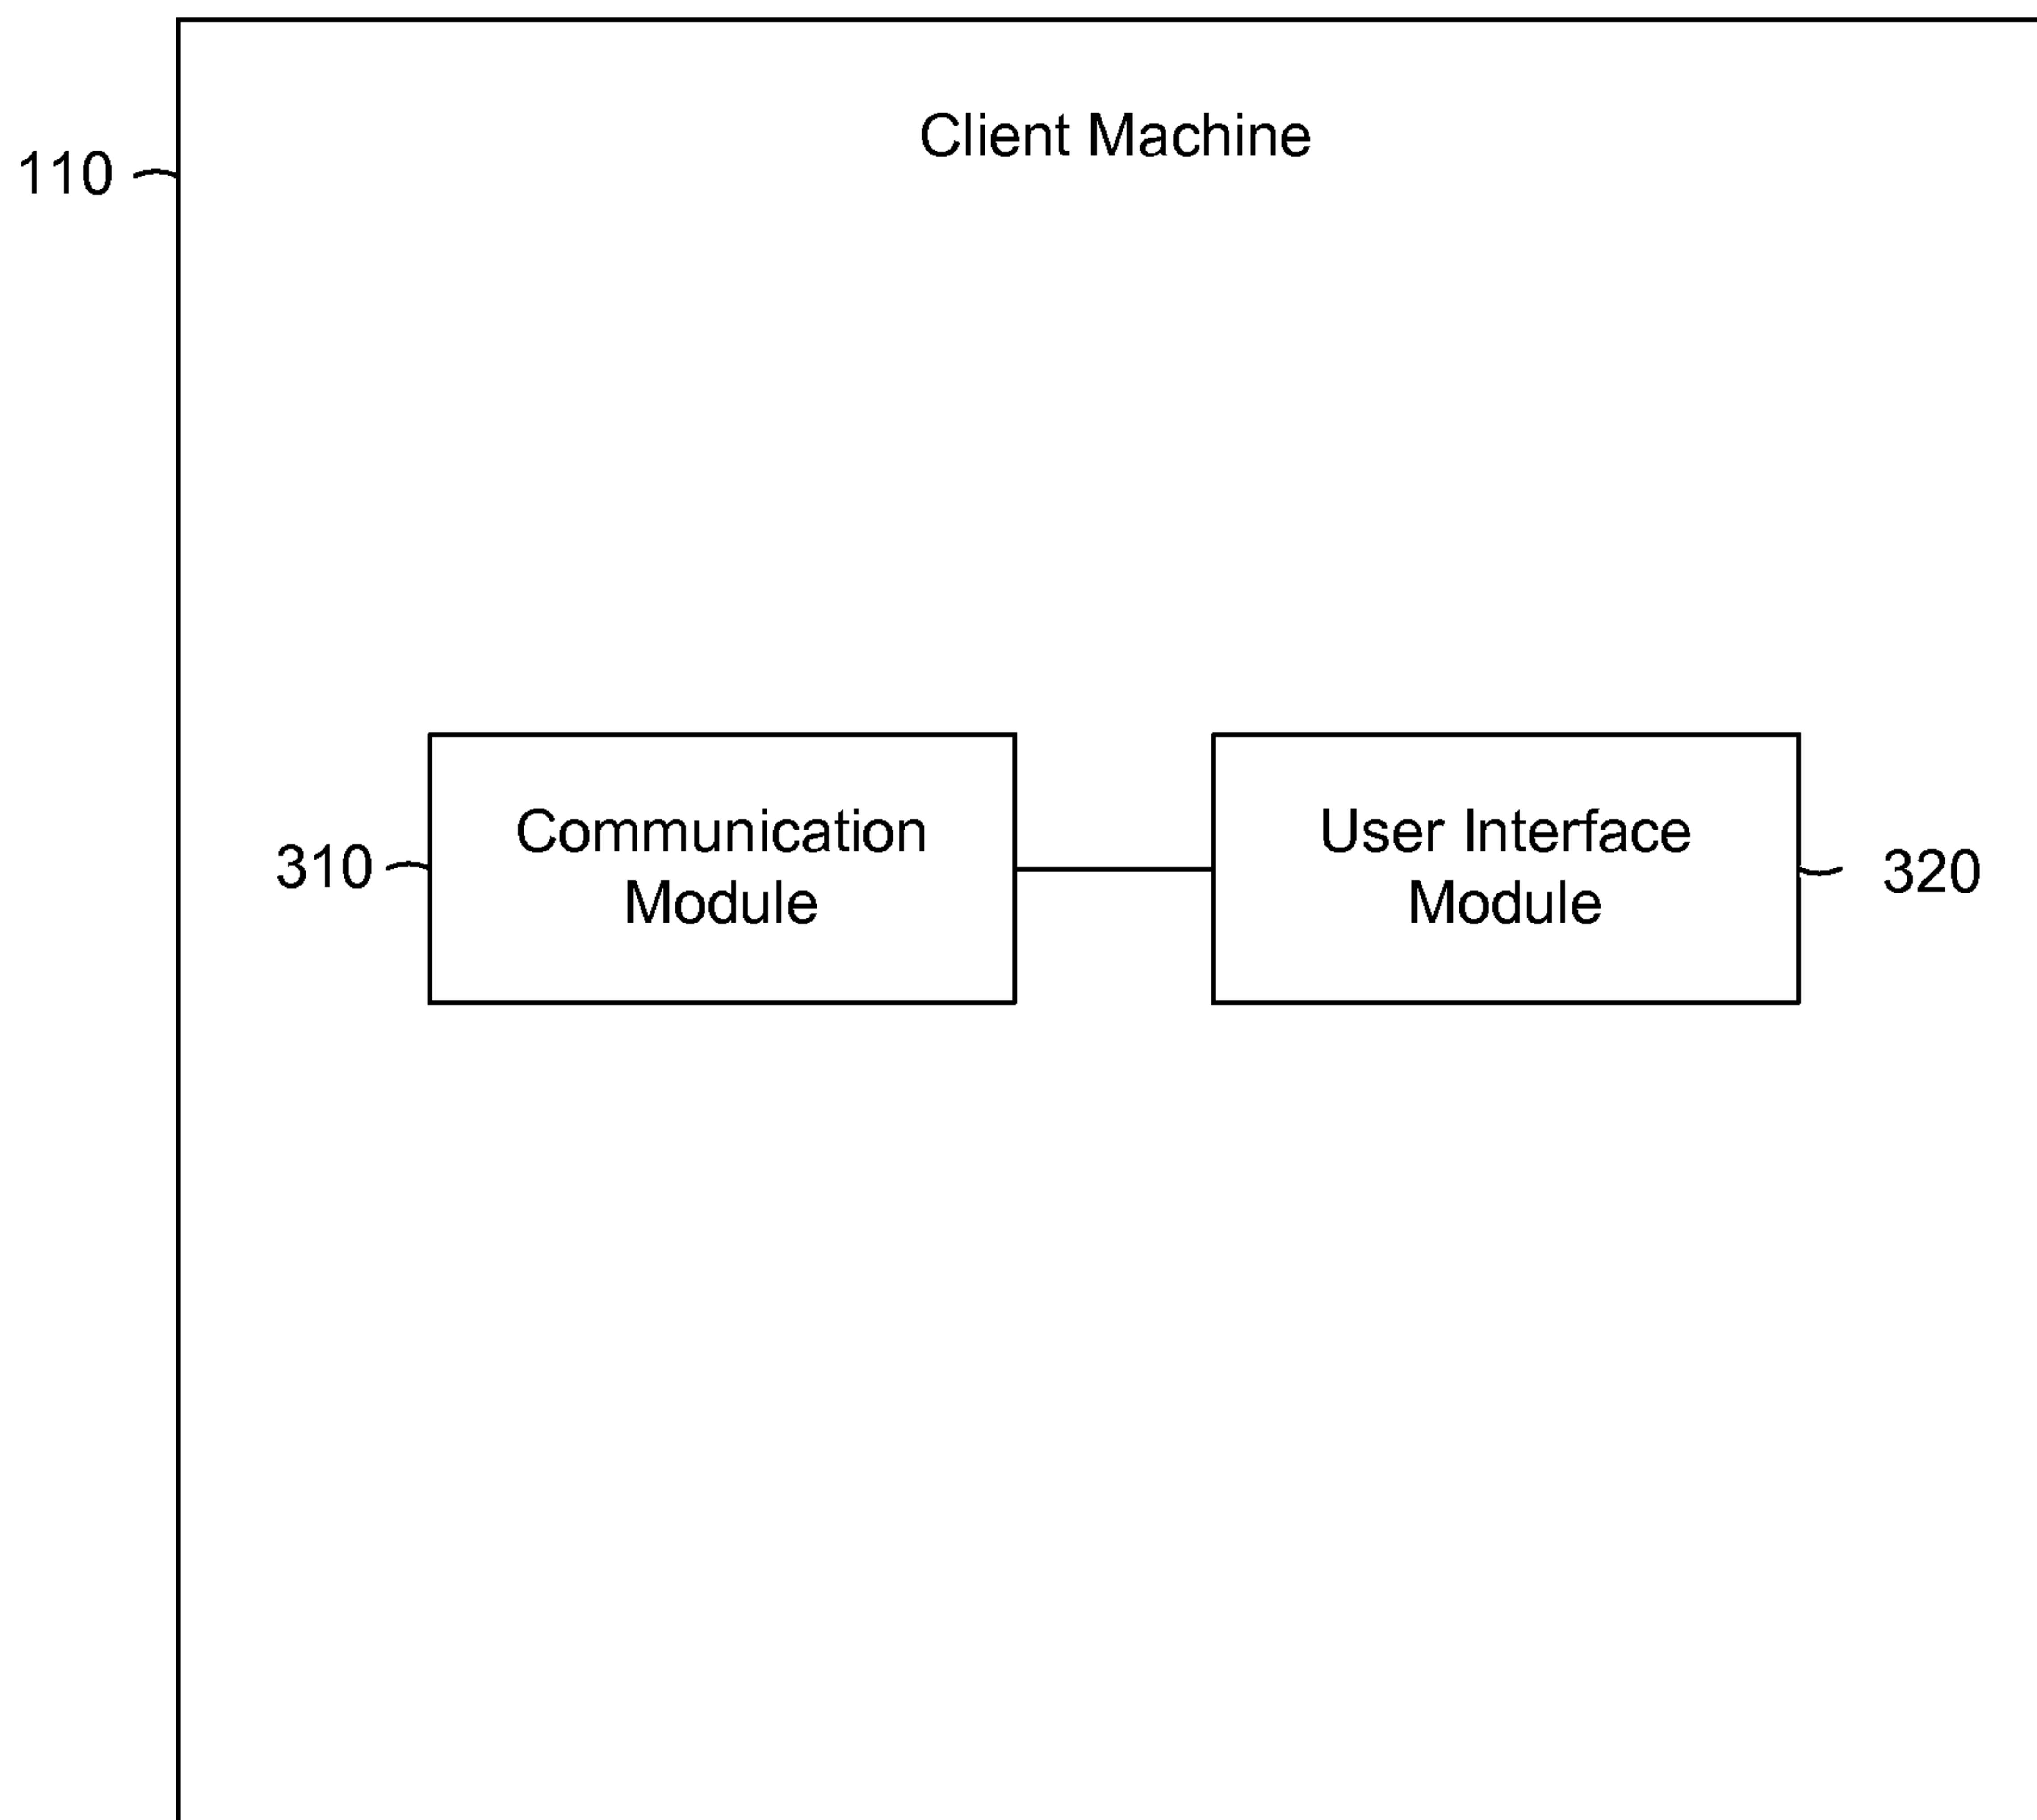 Client Machine
110
Communication
Module
310
User Interface
Module
320